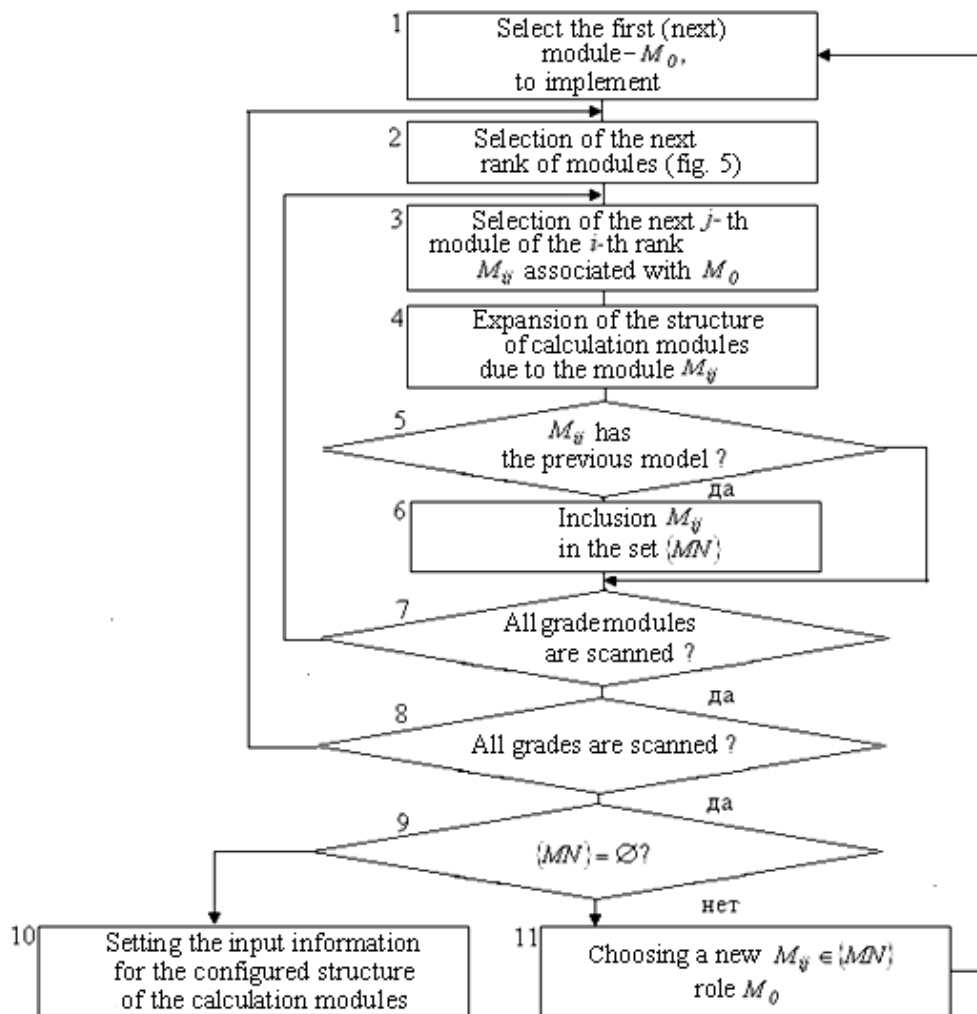 1
Select the first (next)
module – M₀,
to implement
2
Selection of the next
rank of modules (fig. 5)
3
Selection of the next j-th
module of the i-th rank
Mᵢⱼ associated with M₀
4
Expansion of the structure
of calculation modules
due to the module Mᵢⱼ
5
Mᵢⱼ has
the previous model ?
да
6
Inclusion Mᵢⱼ
in the set (MN)
7
All grade modules
are scanned ?
да
8
All grades are scanned ?
да
9
(MN) = ∅?
нет
10
Setting the input information
for the configured structure
of the calculation modules
11
Choosing a new Mᵢⱼ ∈ (MN)
role M₀